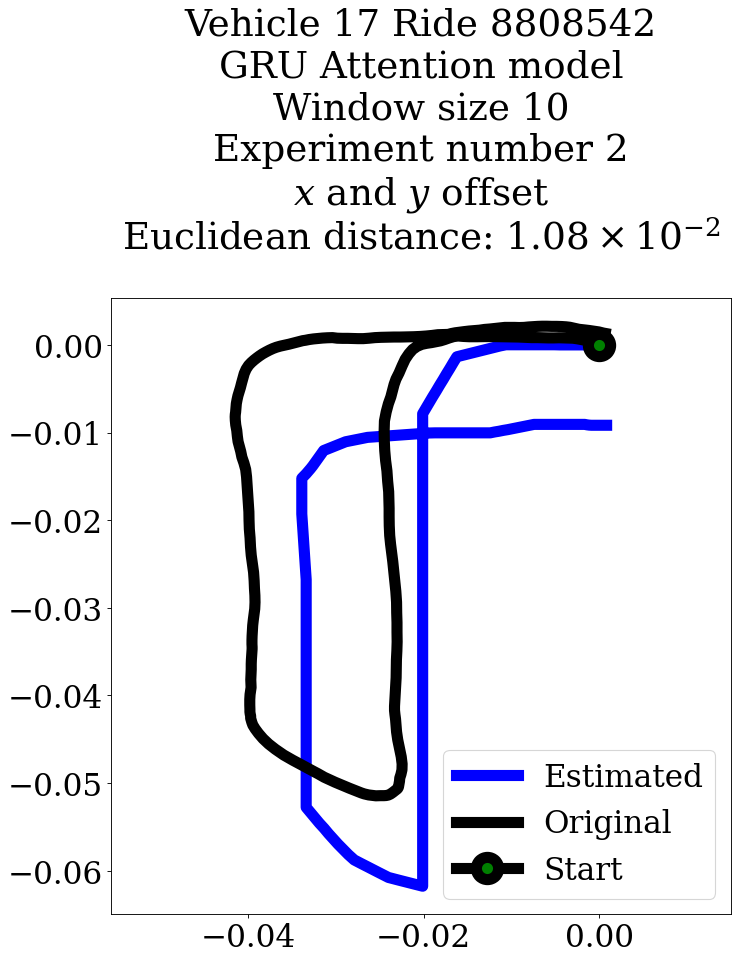 Vehicle 17 Ride 8808542
GRU Attention model
Window size 10
Experiment number 2
x and y offset
Euclidean distance: 1.08 × 10⁻²
0.00
−0.01
−0.02
−0.03
−0.04
−0.05
−0.06
Estimated
Original
Start
−0.04 −0.02 0.00